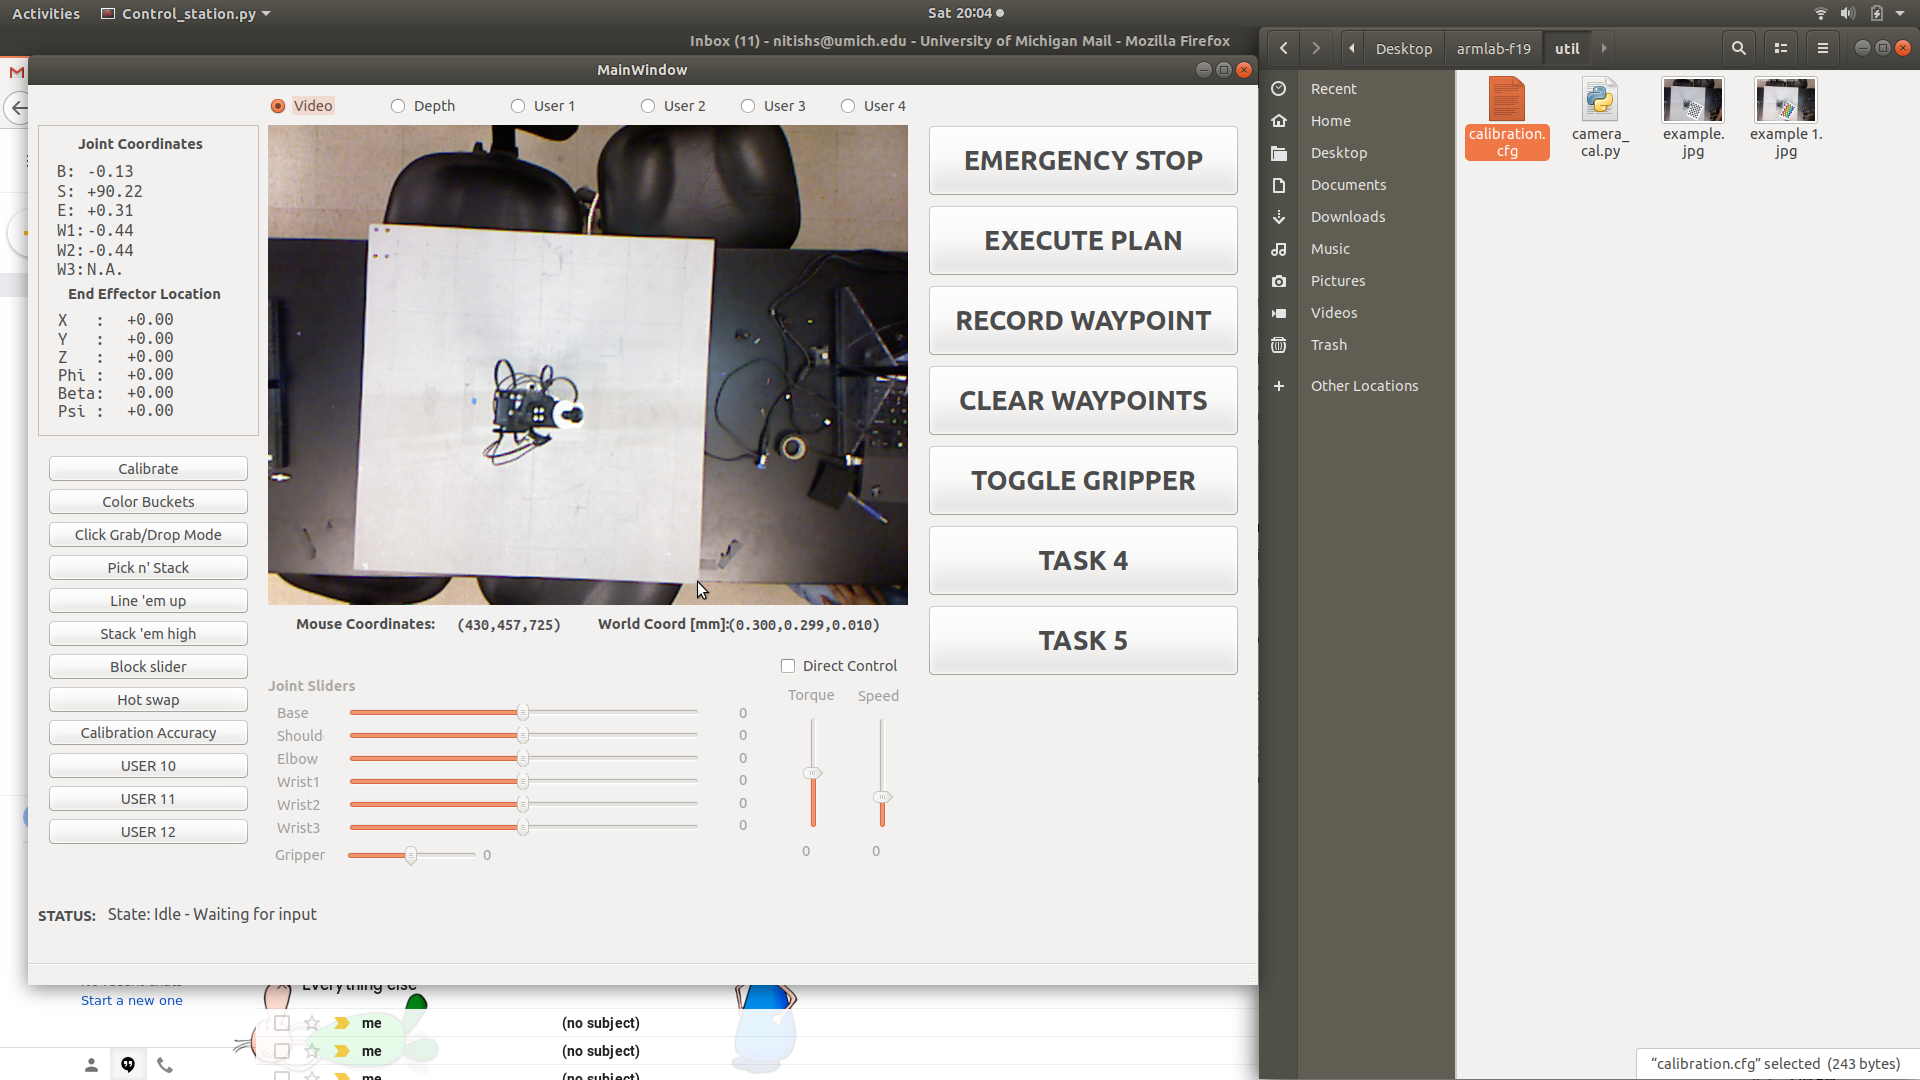 Activities
Control_station.py
Sat 20:04
Inbox (11) - nitishs@umich.edu - University of Michigan Mail - Mozilla Firefox
MainWindow
Video
Depth
User 1
User 2
User 3
User 4
Joint Coordinates
B: -0.13
S: +90.22
E: +0.31
W1: -0.44
W2: -0.44
W3: N.A.
End Effector Location
X : +0.00
Y : +0.00
Z : +0.00
Phi : +0.00
Beta: +0.00
Psi : +0.00
Calibrate
Color Buckets
Click Grab/Drop Mode
Pick n' Stack
Line 'em up
Stack 'em high
Block slider
Hot swap
Calibration Accuracy
USER 10
USER 11
USER 12
EMERGENCY STOP
EXECUTE PLAN
RECORD WAYPOINT
CLEAR WAYPOINTS
TOGGLE GRIPPER
TASK 4
TASK 5
Mouse Coordinates: (430,457,725)
World Coord [mm]: (0.300,0.299,0.010)
Direct Control
Joint Sliders
Torque
Speed
Base 0
Should 0
Elbow 0
Wrist1 0
Wrist2 0
Wrist3 0
Gripper 0
0
0
STATUS: State: Idle - Waiting for input
Start a new one
Everything else
me (no subject)
me (no subject)
me (no subject)
Desktop
armlab-f19
util
Recent
Home
Desktop
Documents
Downloads
Music
Pictures
Videos
Trash
Other Locations
calibration.
cfg
camera_
cal.py
example.
jpg
example 1.
jpg
"calibration.cfg" selected (243 bytes)